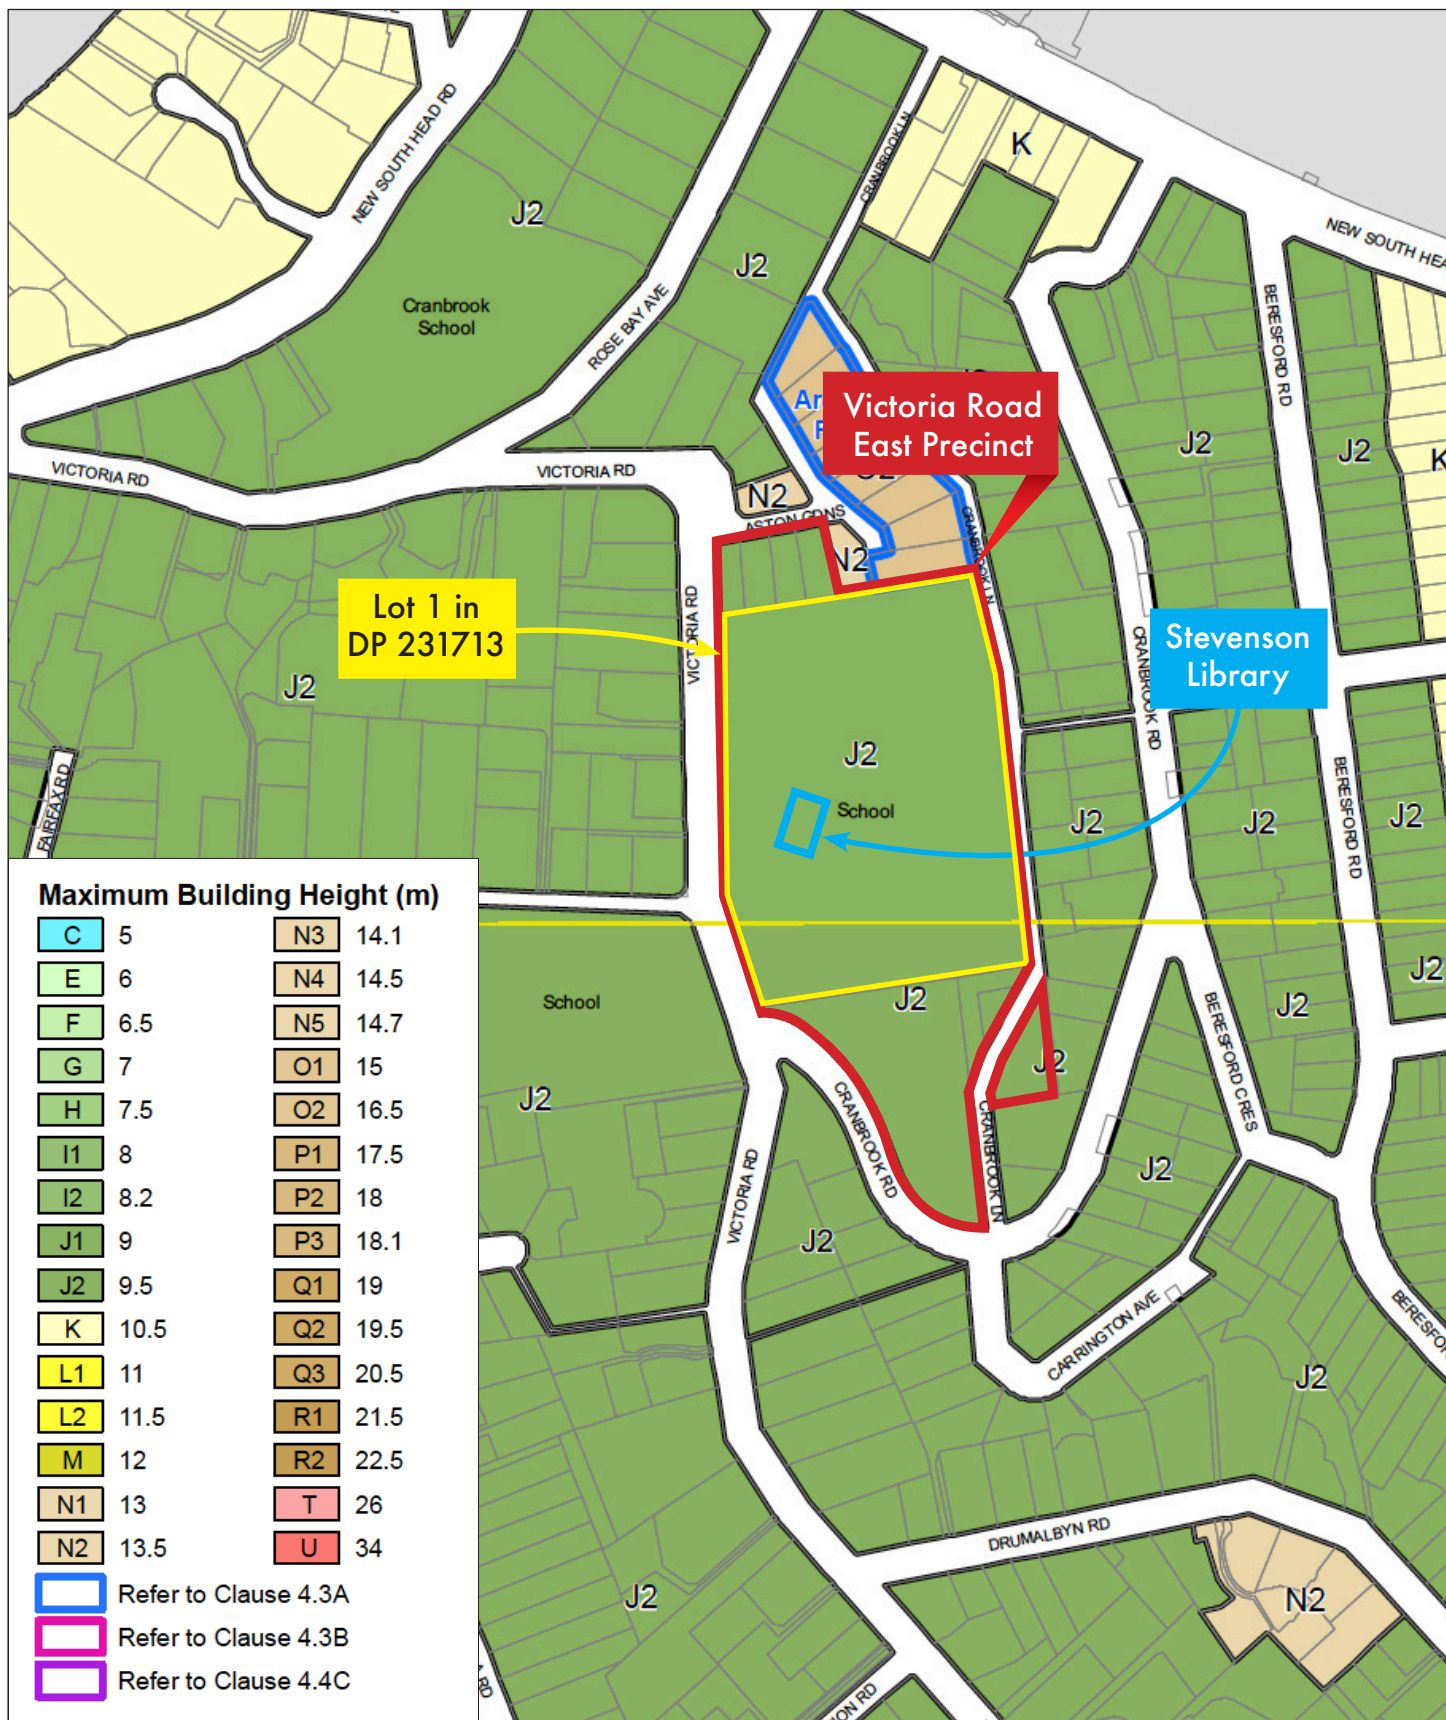 NEW SOUTH HEAD RD
K
CRANBROOK LN
J2
J2
NEW SOUTH HEA
Cranbrook
School
ROSE BAY AVE
BERESFORD RD
Victoria Road
East Precinct
J2
J2
K
VICTORIA RD
VICTORIA RD
N2
ASTON GDNS
N2
CRANBROOK LN
Lot 1 in
DP 231713
VICTORIA RD
Stevenson
Library
CRANBROOK RD
J2
J2
School
J2
J2
J2
FAIRFAX RD
BERESFORD RD
School
J2
J2
J2
J2
J2
BERESFORD CRES
CRANBROOK RD
CRANBROOK LN
J2
VICTORIA RD
J2
CARRINGTON AVE
BERESFOR
J2
DRUMALBYN RD
J2
N2
Maximum Building Height (m)
C 5 N3 14.1
E 6 N4 14.5
F 6.5 N5 14.7
G 7 O1 15
H 7.5 O2 16.5
I1 8 P1 17.5
I2 8.2 P2 18
J1 9 P3 18.1
J2 9.5 Q1 19
K 10.5 Q2 19.5
L1 11 Q3 20.5
L2 11.5 R1 21.5
M 12 R2 22.5
N1 13 T 26
N2 13.5 U 34
Refer to Clause 4.3A
Refer to Clause 4.3B
Refer to Clause 4.4C